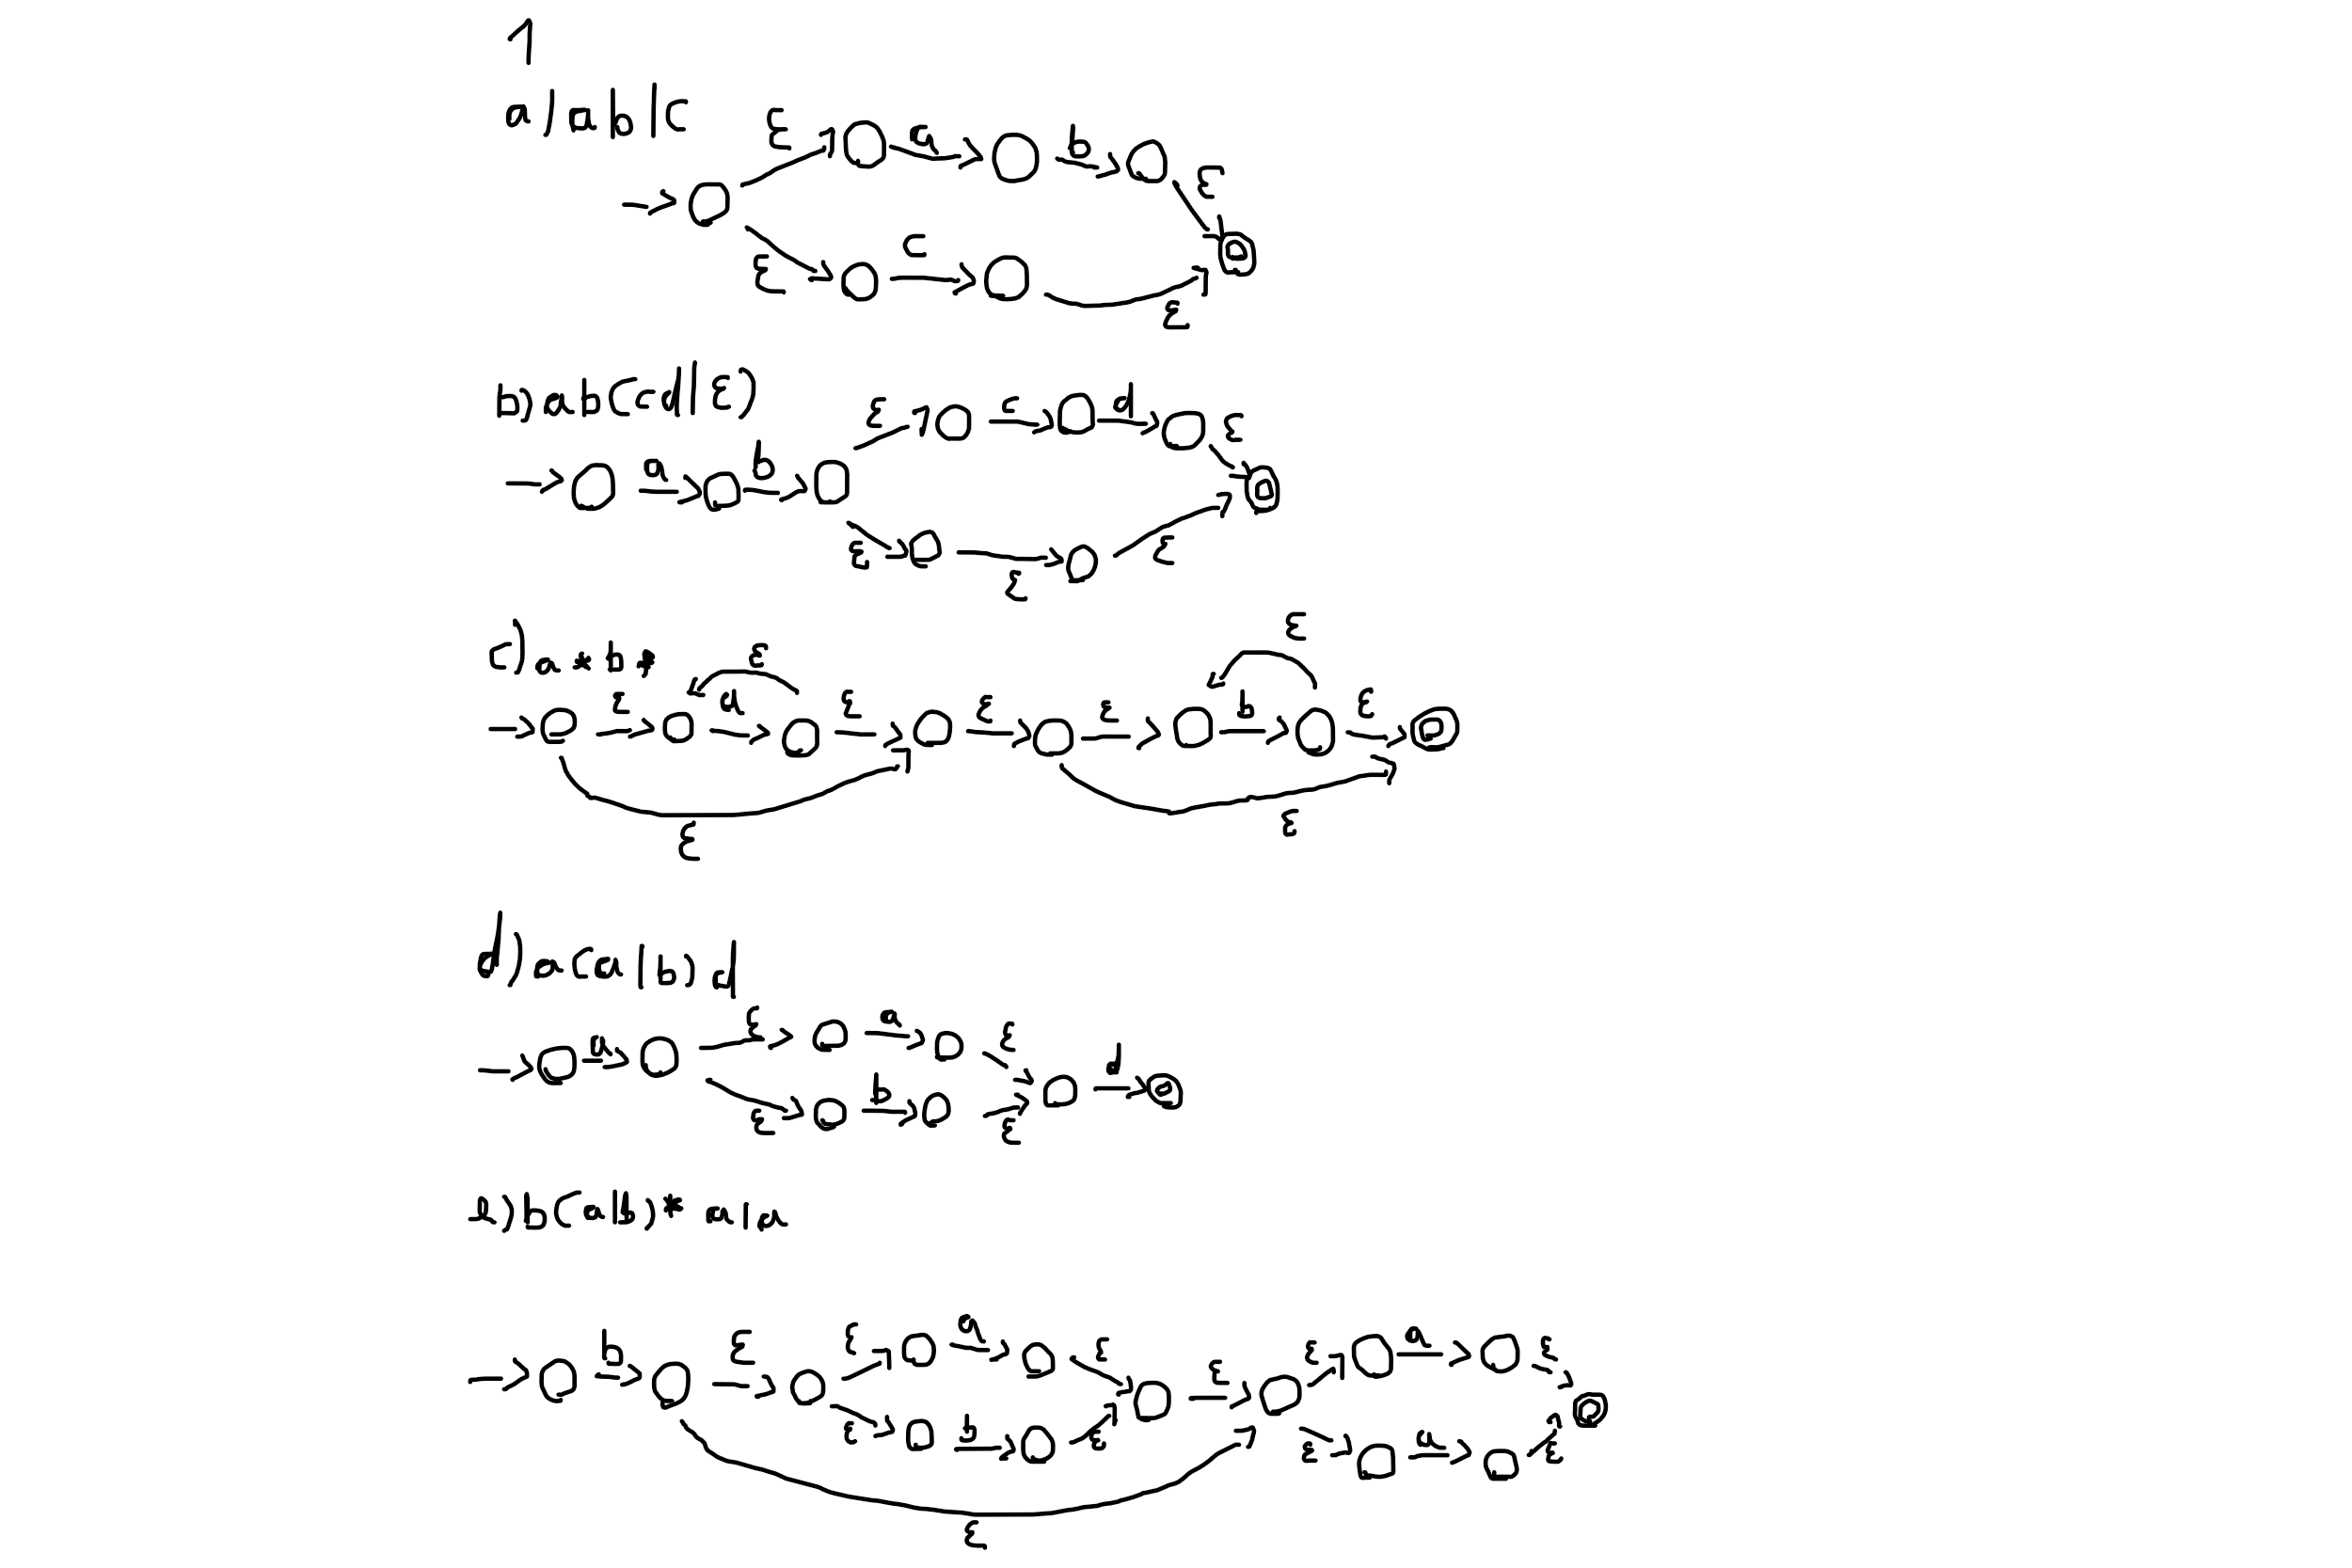 1
a) ab|c
ε a b ε
ε c ε
b) ab(cd|ε)
a b ε c d ε
ε ε ε
c) a*b*
ε ε
ε a ε ε ε b ε
ε ε
d) a(a|b)d
a ε a ε d
ε b ε
e) b(a|b)* a|a
b ε ε a ε ε ε a ε
ε b ε ε a ε
ε